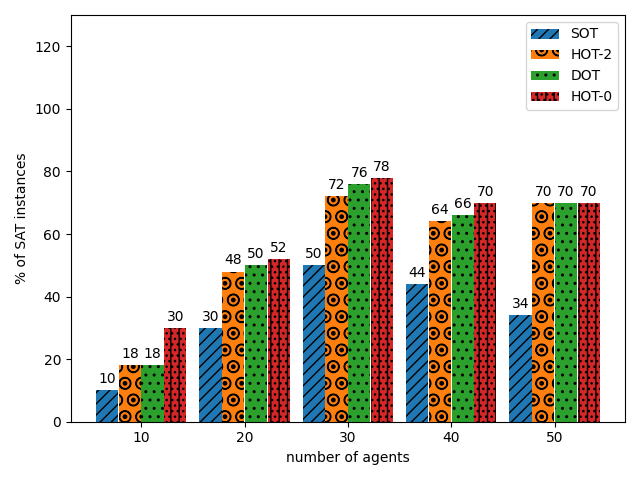 SOT
HOT-2
DOT
HOT-0
% of SAT instances
120
100
80
60
40
20
0
10 18 18 30
30 48 50 52
50 72 76 78
44 64 66 70
34 70 70 70
10 20 30 40 50
number of agents